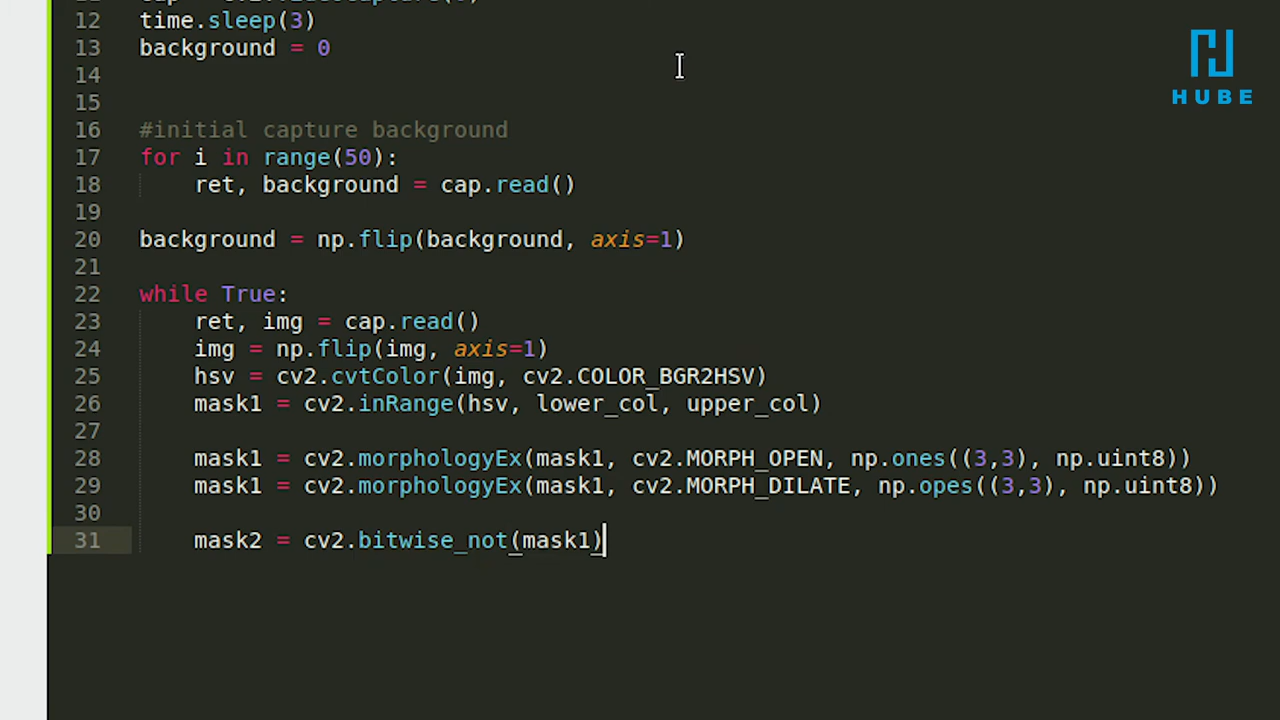 12 time.sleep(3)
13 background = 0
14
15
16 #initial capture background
17 for i in range(50):
18     ret, background = cap.read()
19
20 background = np.flip(background, axis=1)
21
22 while True:
23     ret, img = cap.read()
24     img = np.flip(img, axis=1)
25     hsv = cv2.cvtColor(img, cv2.COLOR_BGR2HSV)
26     mask1 = cv2.inRange(hsv, lower_col, upper_col)
27
28     mask1 = cv2.morphologyEx(mask1, cv2.MORPH_OPEN, np.ones((3,3), np.uint8))
29     mask1 = cv2.morphologyEx(mask1, cv2.MORPH_DILATE, np.opes((3,3), np.uint8))
30
31     mask2 = cv2.bitwise_not(mask1)
HUBE